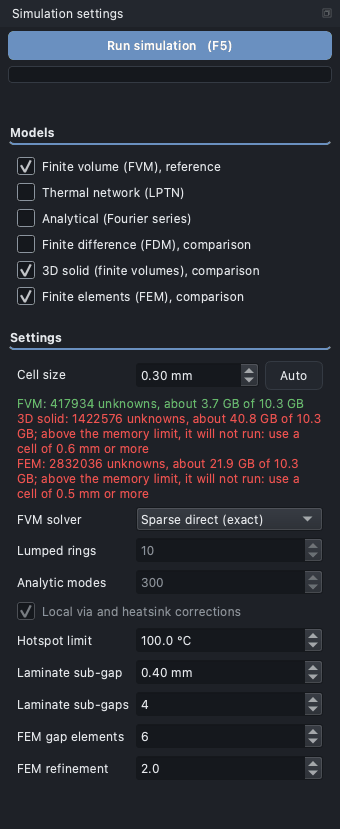 Simulation settings
Run simulation (F5)
Models
Finite volume (FVM), reference
Thermal network (LPTN)
Analytical (Fourier series)
Finite difference (FDM), comparison
3D solid (finite volumes), comparison
Finite elements (FEM), comparison
Settings
Cell size 0.30 mm Auto
FVM: 417934 unknowns, about 3.7 GB of 10.3 GB
3D solid: 1422576 unknowns, about 40.8 GB of 10.3
GB; above the memory limit, it will not run: use a
cell of 0.6 mm or more
FEM: 2832036 unknowns, about 21.9 GB of 10.3
GB; above the memory limit, it will not run: use a
cell of 0.5 mm or more
FVM solver Sparse direct (exact)
Lumped rings 10
Analytic modes 300
Local via and heatsink corrections
Hotspot limit 100.0 °C
Laminate sub-gap 0.40 mm
Laminate sub-gaps 4
FEM gap elements 6
FEM refinement 2.0